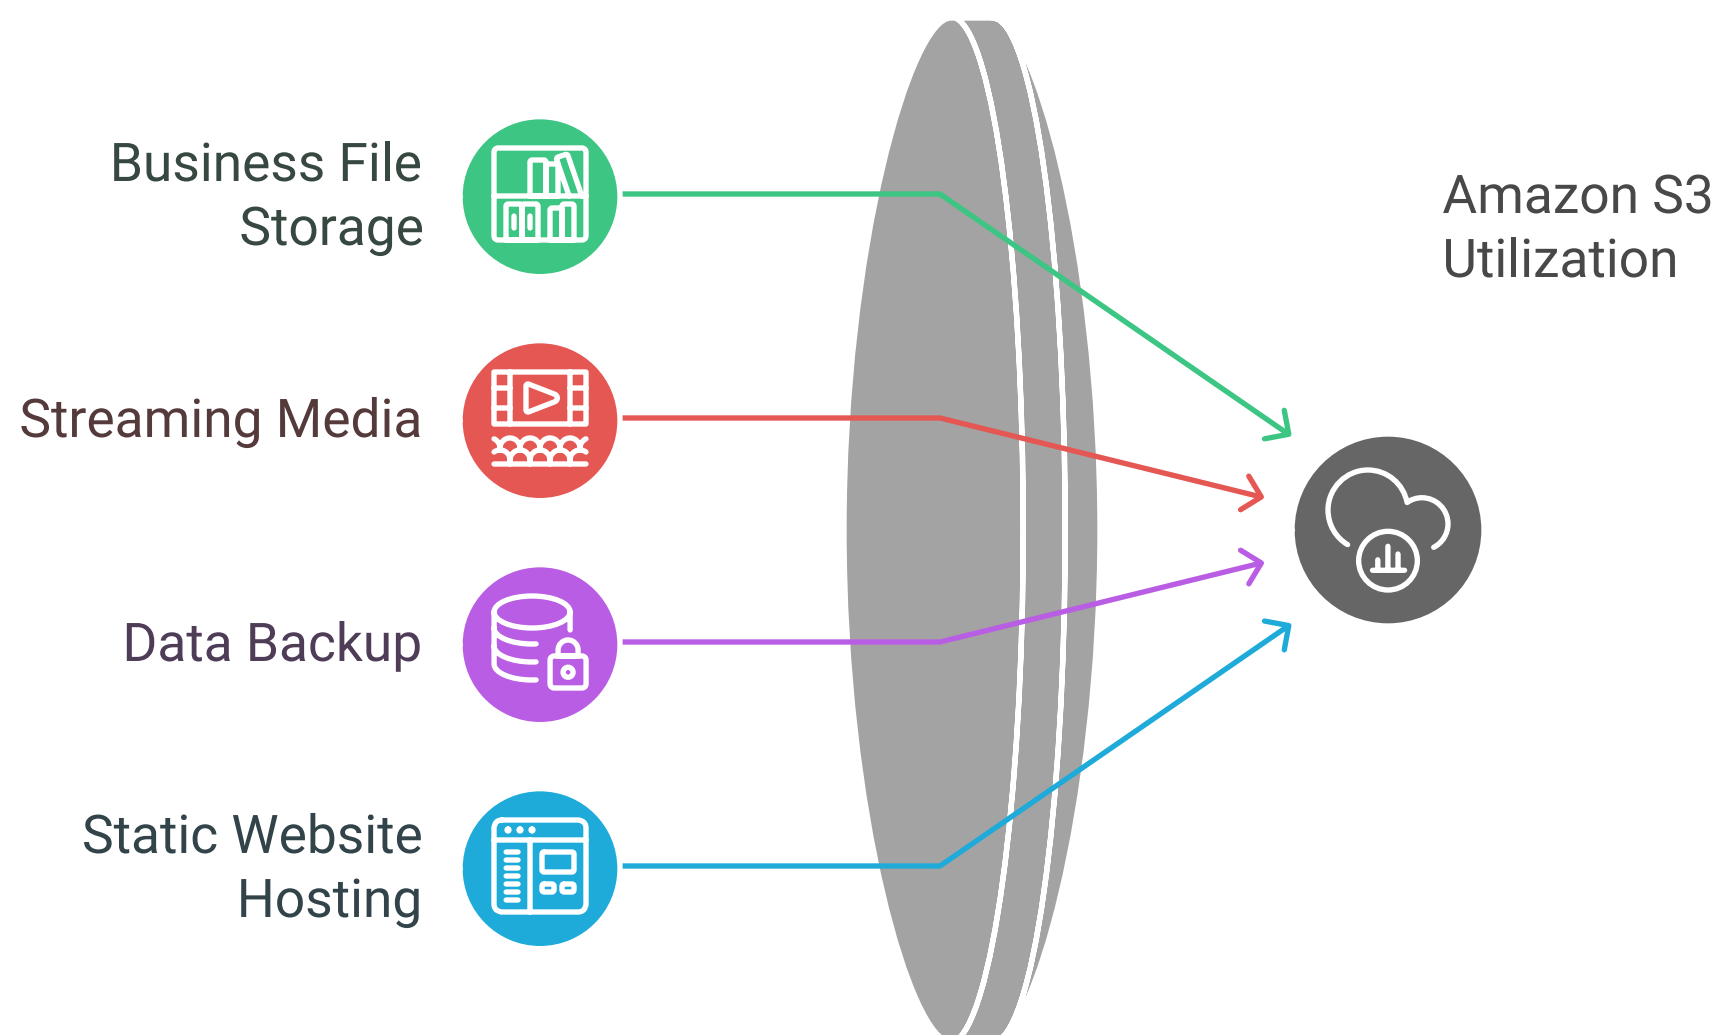 Business File
Storage
Amazon S3
Utilization
Streaming Media
Data Backup
Static Website
Hosting